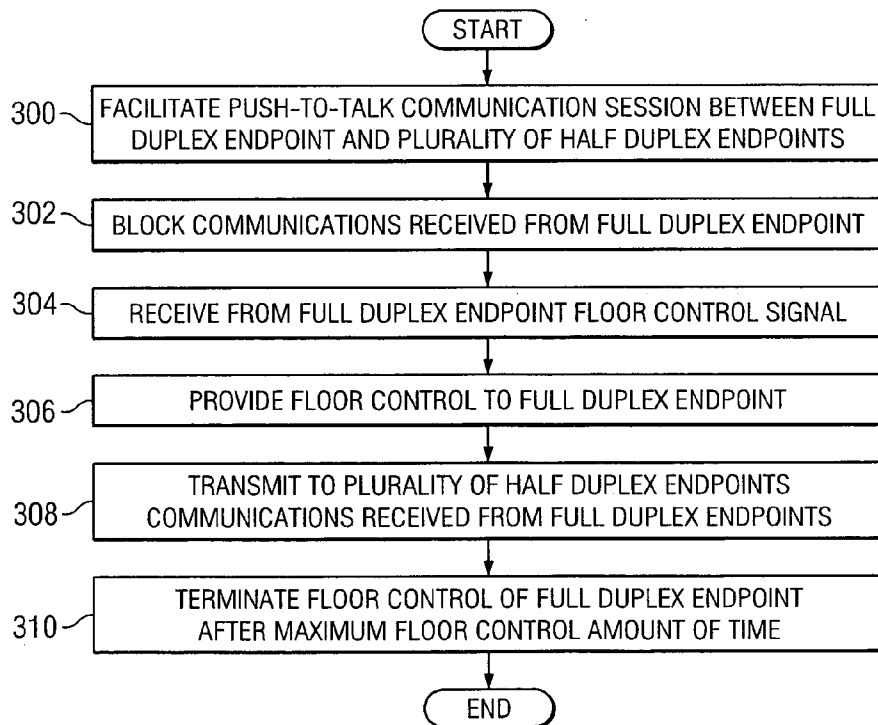 START
300
FACILITATE PUSH-TO-TALK COMMUNICATION SESSION BETWEEN FULL
DUPLEX ENDPOINT AND PLURALITY OF HALF DUPLEX ENDPOINTS
302
BLOCK COMMUNICATIONS RECEIVED FROM FULL DUPLEX ENDPOINT
304
RECEIVE FROM FULL DUPLEX ENDPOINT FLOOR CONTROL SIGNAL
306
PROVIDE FLOOR CONTROL TO FULL DUPLEX ENDPOINT
308
TRANSMIT TO PLURALITY OF HALF DUPLEX ENDPOINTS
COMMUNICATIONS RECEIVED FROM FULL DUPLEX ENDPOINTS
310
TERMINATE FLOOR CONTROL OF FULL DUPLEX ENDPOINT
AFTER MAXIMUM FLOOR CONTROL AMOUNT OF TIME
END